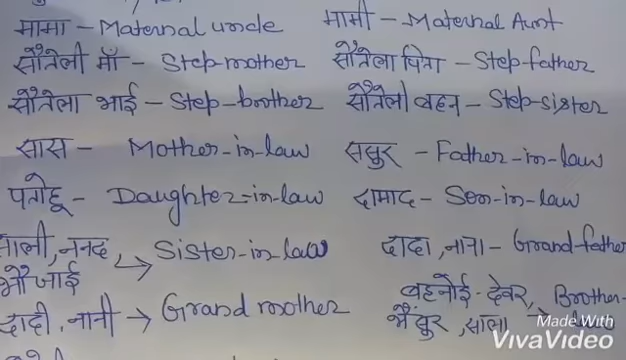 मामा - Maternal uncle मामी - Maternal Aunt
सौतेली माँ - Step-mother सौतेला पिता - Step-father
सौतेला भाई - Step-brother सौतेली बहन - Step-sister
सास - Mother-in-law ससुर - Father-in-law
पतोहू - Daughter-in-law दामाद - Son-in-law
साली, ननद, भौजाई → Sister-in-law दादा, नाना - Grand-father
दादी, नानी → Grand mother बहनोई - देवर, Brother-
भैंसुर, साला →
Made With
VivaVideo